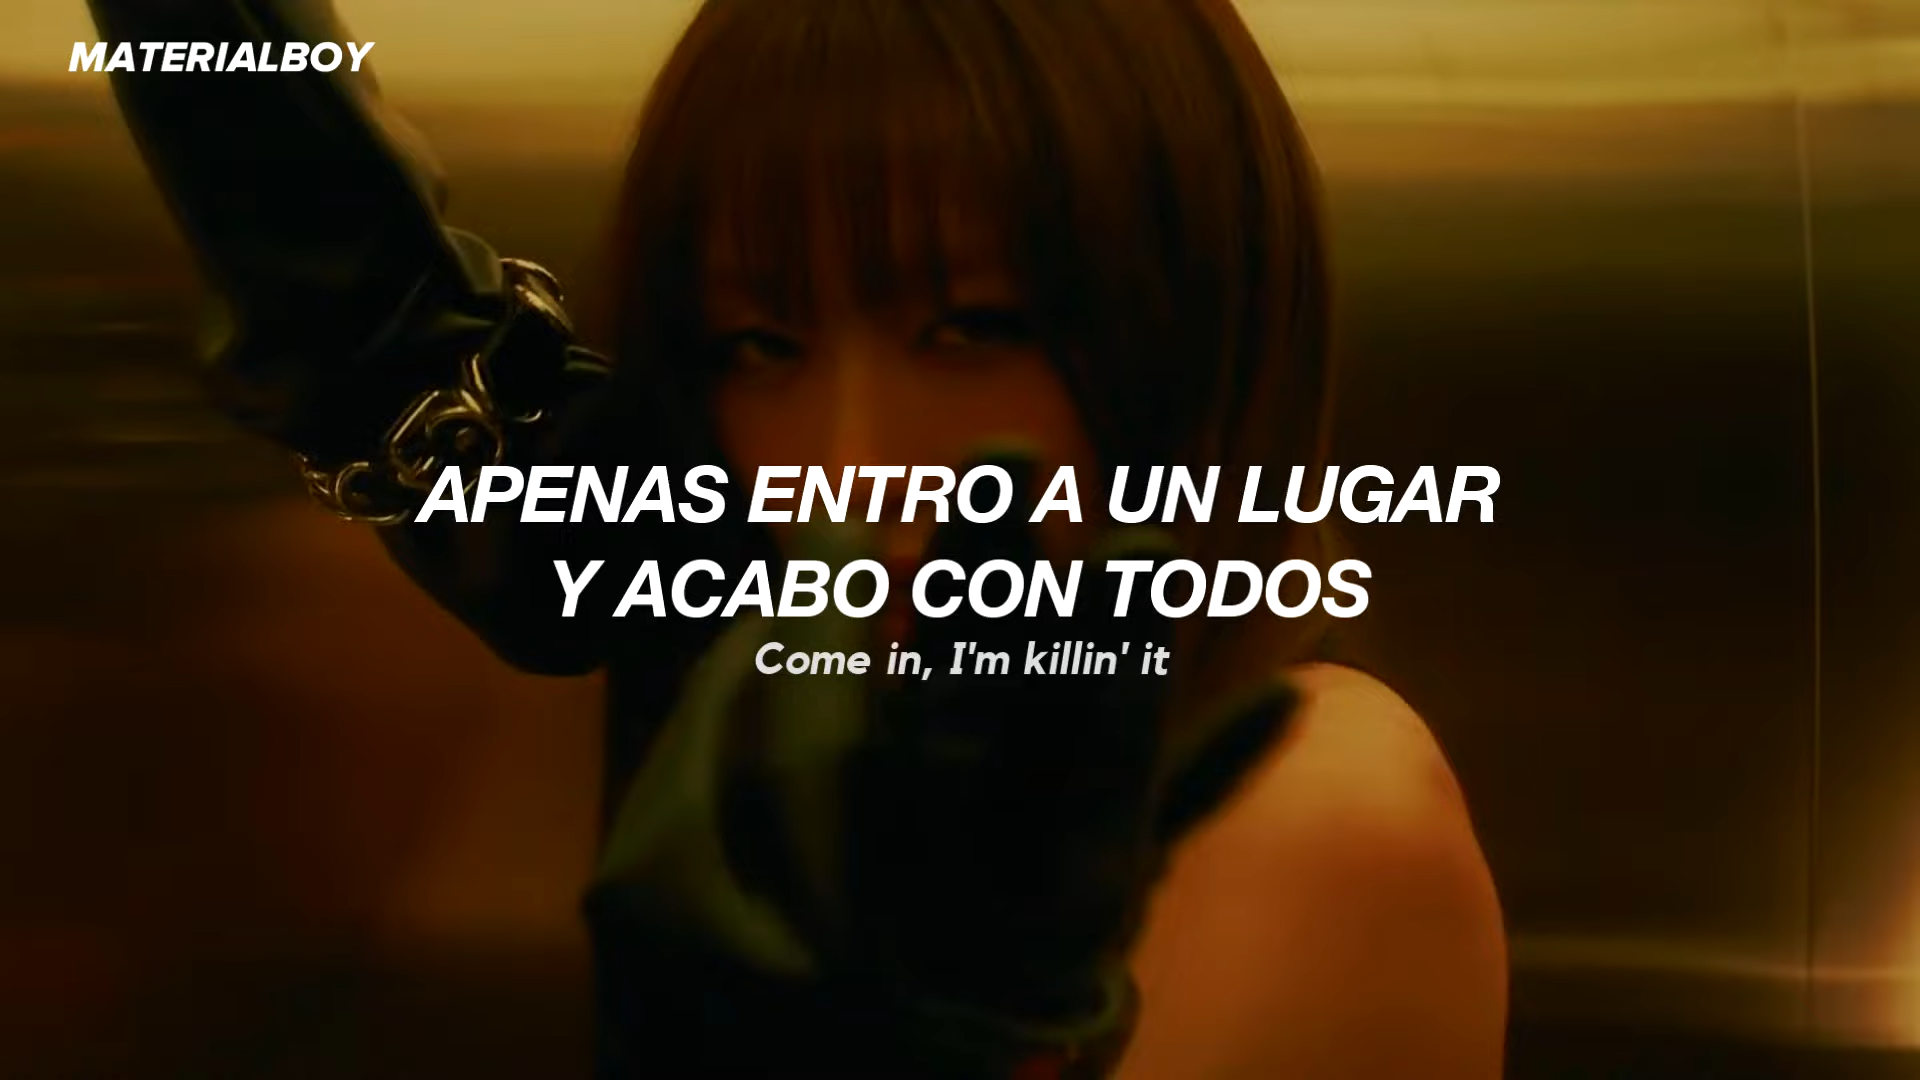 MATERIALBOY
APENAS ENTRO A UN LUGAR
Y ACABO CON TODOS
Come in, I'm killin' it